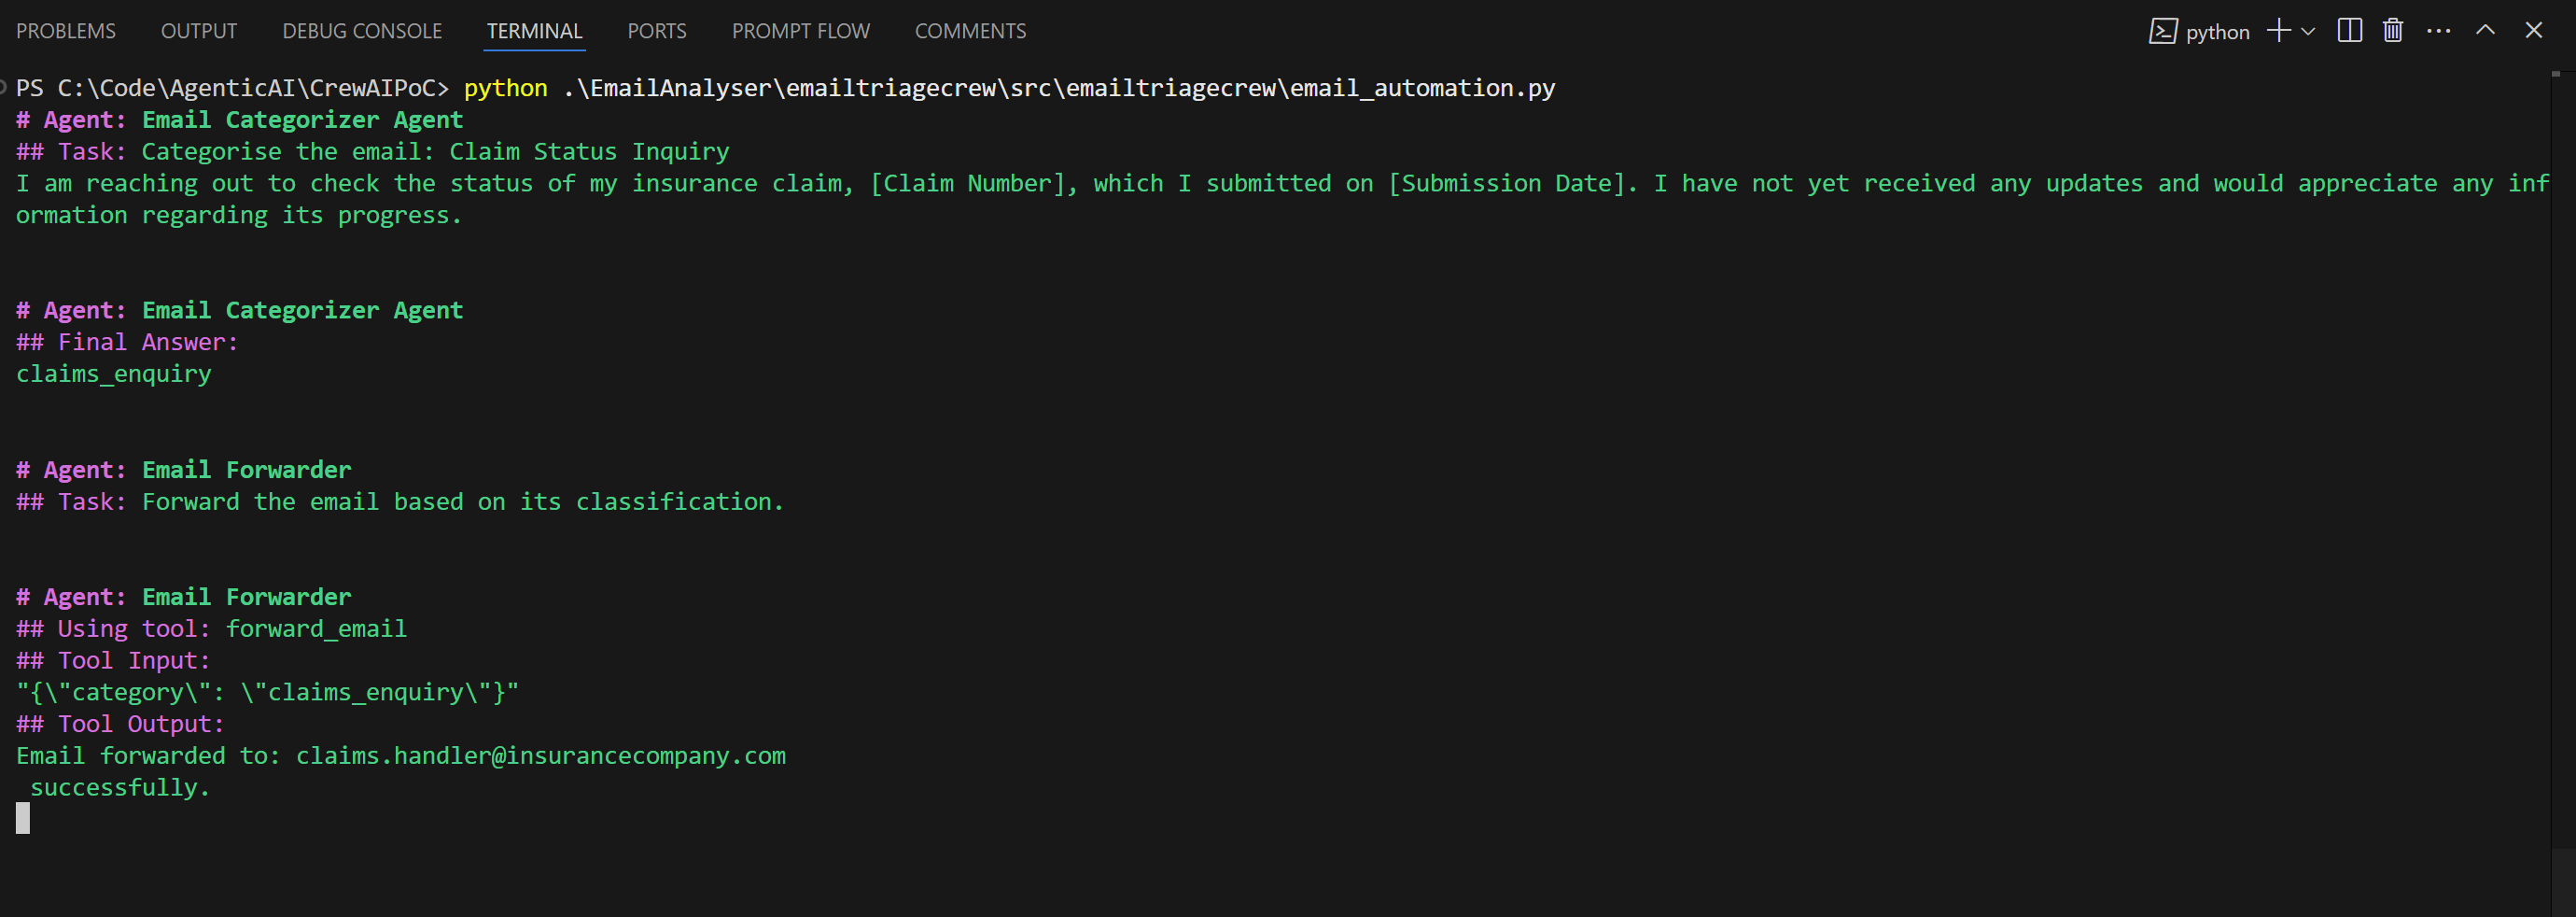 PROBLEMS OUTPUT DEBUG CONSOLE TERMINAL PORTS PROMPT FLOW COMMENTS python
PS C:\Code\AgenticAI\CrewAIPoC> python .\EmailAnalyser\emailtriagecrew\src\emailtriagecrew\email_automation.py
# Agent: Email Categorizer Agent
## Task: Categorise the email: Claim Status Inquiry
I am reaching out to check the status of my insurance claim, [Claim Number], which I submitted on [Submission Date]. I have not yet received any updates and would appreciate any inf
ormation regarding its progress.
# Agent: Email Categorizer Agent
## Final Answer:
claims_enquiry
# Agent: Email Forwarder
## Task: Forward the email based on its classification.
# Agent: Email Forwarder
## Using tool: forward_email
## Tool Input:
"{\"category\": \"claims_enquiry\"}"
## Tool Output:
Email forwarded to: claims.handler@insurancecompany.com
 successfully.